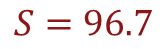 S = 96.7